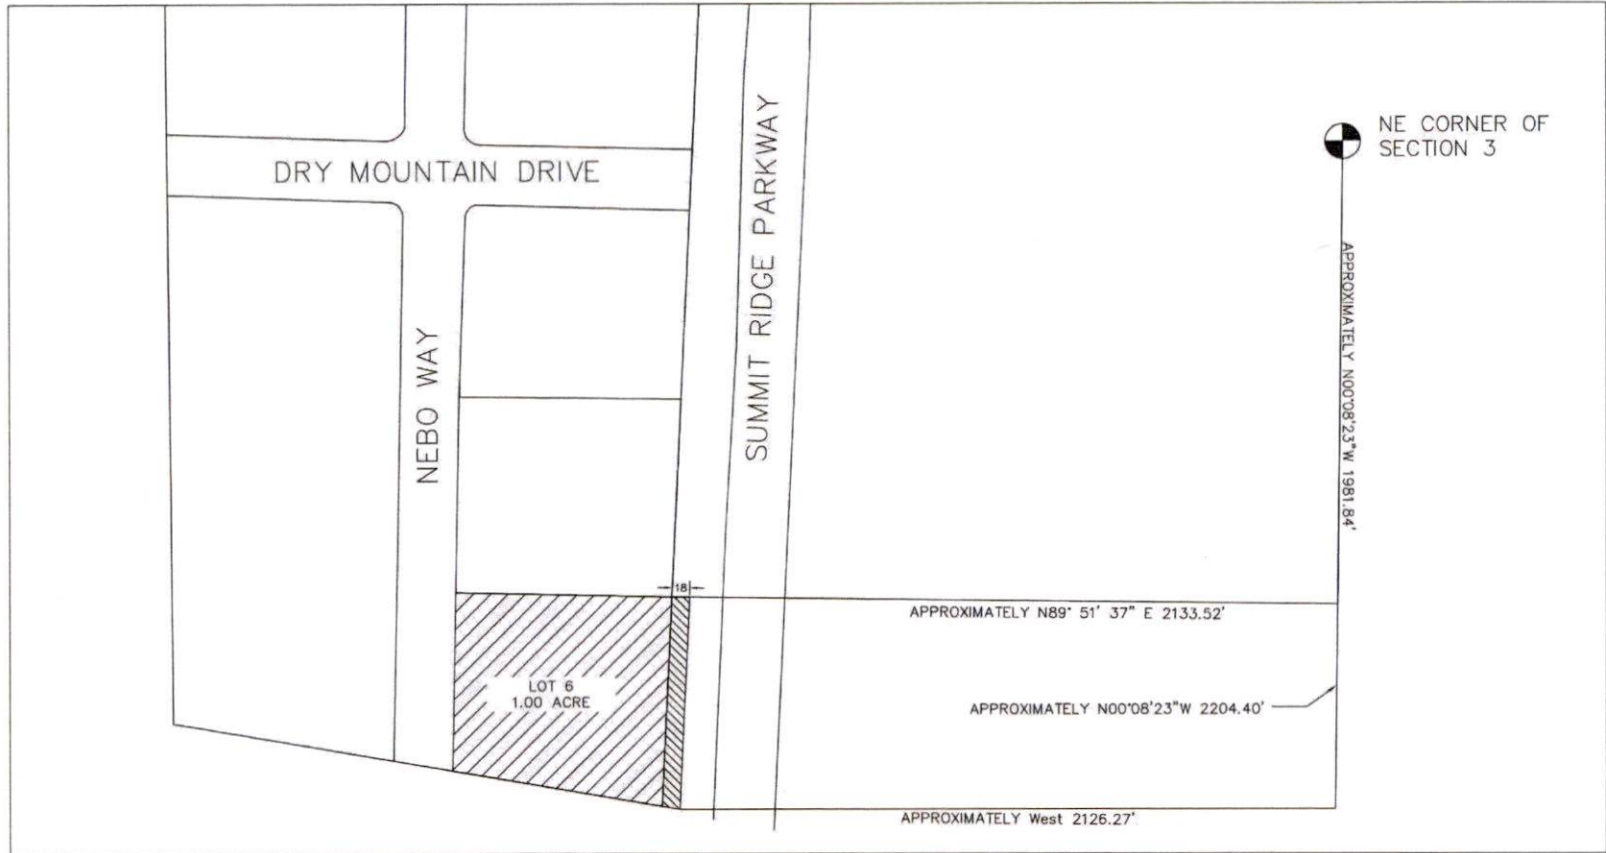 NE CORNER OF
SECTION 3
DRY MOUNTAIN DRIVE
SUMMIT RIDGE PARKWAY
NEBO WAY
APPROXIMATELY N00°08'23"W 1981.84'
18
APPROXIMATELY N89° 51' 37" E 2133.52'
LOT 6
1.00 ACRE
APPROXIMATELY N00°08'23"W 2204.40'
APPROXIMATELY West 2126.27'